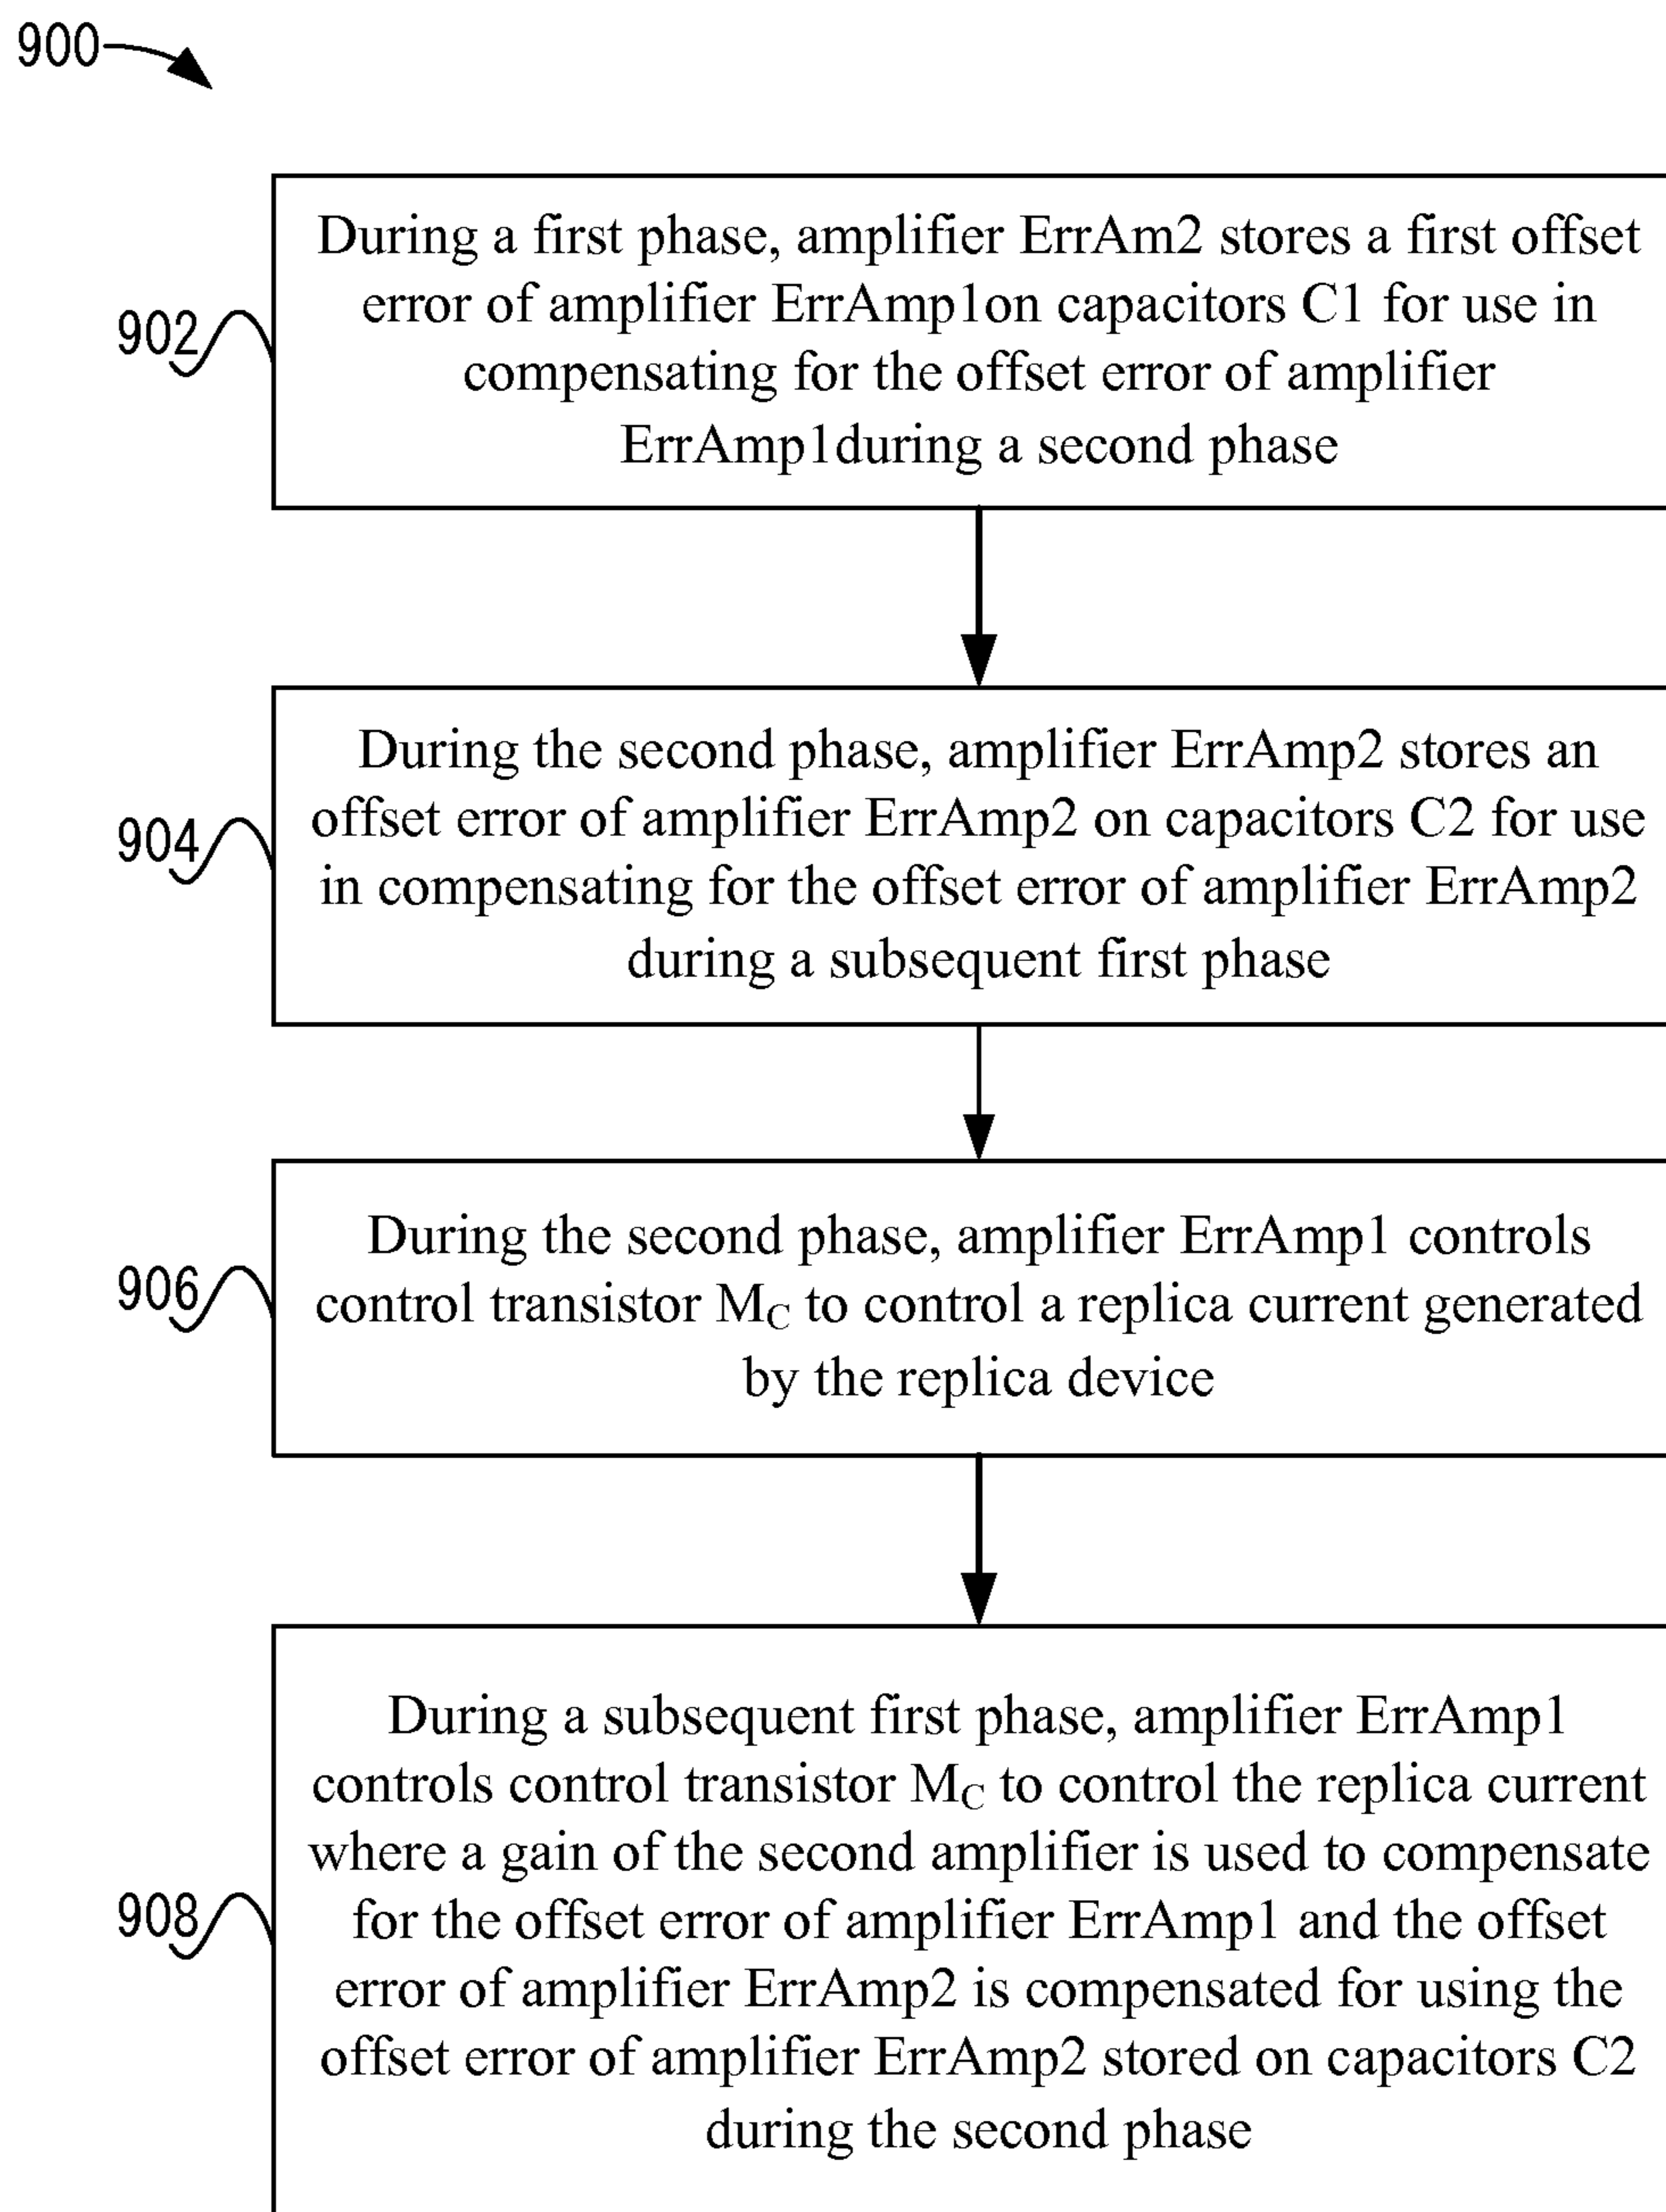 900
During a first phase, amplifier ErrAm2 stores a first offset
error of amplifier ErrAmp1on capacitors C1 for use in
compensating for the offset error of amplifier
ErrAmp1during a second phase
902
During the second phase, amplifier ErrAmp2 stores an
offset error of amplifier ErrAmp2 on capacitors C2 for use
in compensating for the offset error of amplifier ErrAmp2
during a subsequent first phase
904
During the second phase, amplifier ErrAmp1 controls
control transistor MC to control a replica current generated
by the replica device
906
During a subsequent first phase, amplifier ErrAmp1
controls control transistor MC to control the replica current
where a gain of the second amplifier is used to compensate
for the offset error of amplifier ErrAmp1 and the offset
error of amplifier ErrAmp2 is compensated for using the
offset error of amplifier ErrAmp2 stored on capacitors C2
during the second phase
908